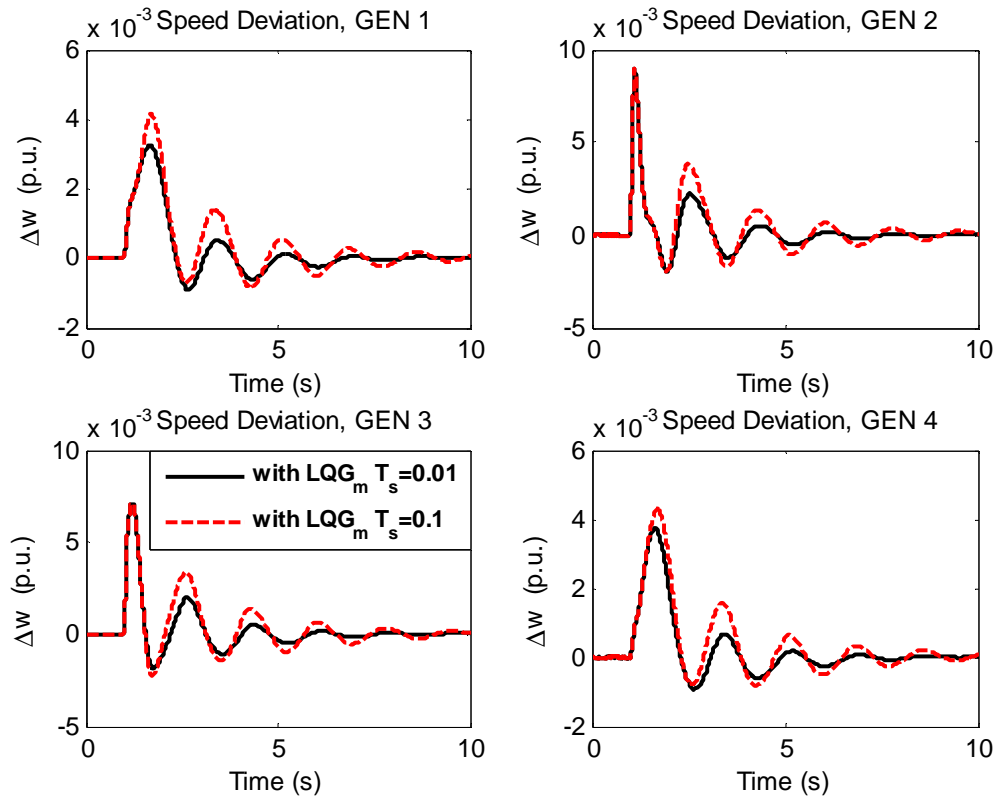 x 10^-3 Speed Deviation, GEN 1
6
4
2
0
-2
Δw (p.u.)
0 5 10
Time (s)
x 10^-3 Speed Deviation, GEN 2
10
5
0
-5
Δw (p.u.)
0 5 10
Time (s)
x 10^-3 Speed Deviation, GEN 3
10
5
0
-5
Δw (p.u.)
with LQG_m T_s=0.01
with LQG_m T_s=0.1
0 5 10
Time (s)
x 10^-3 Speed Deviation, GEN 4
6
4
2
0
-2
Δw (p.u.)
0 5 10
Time (s)